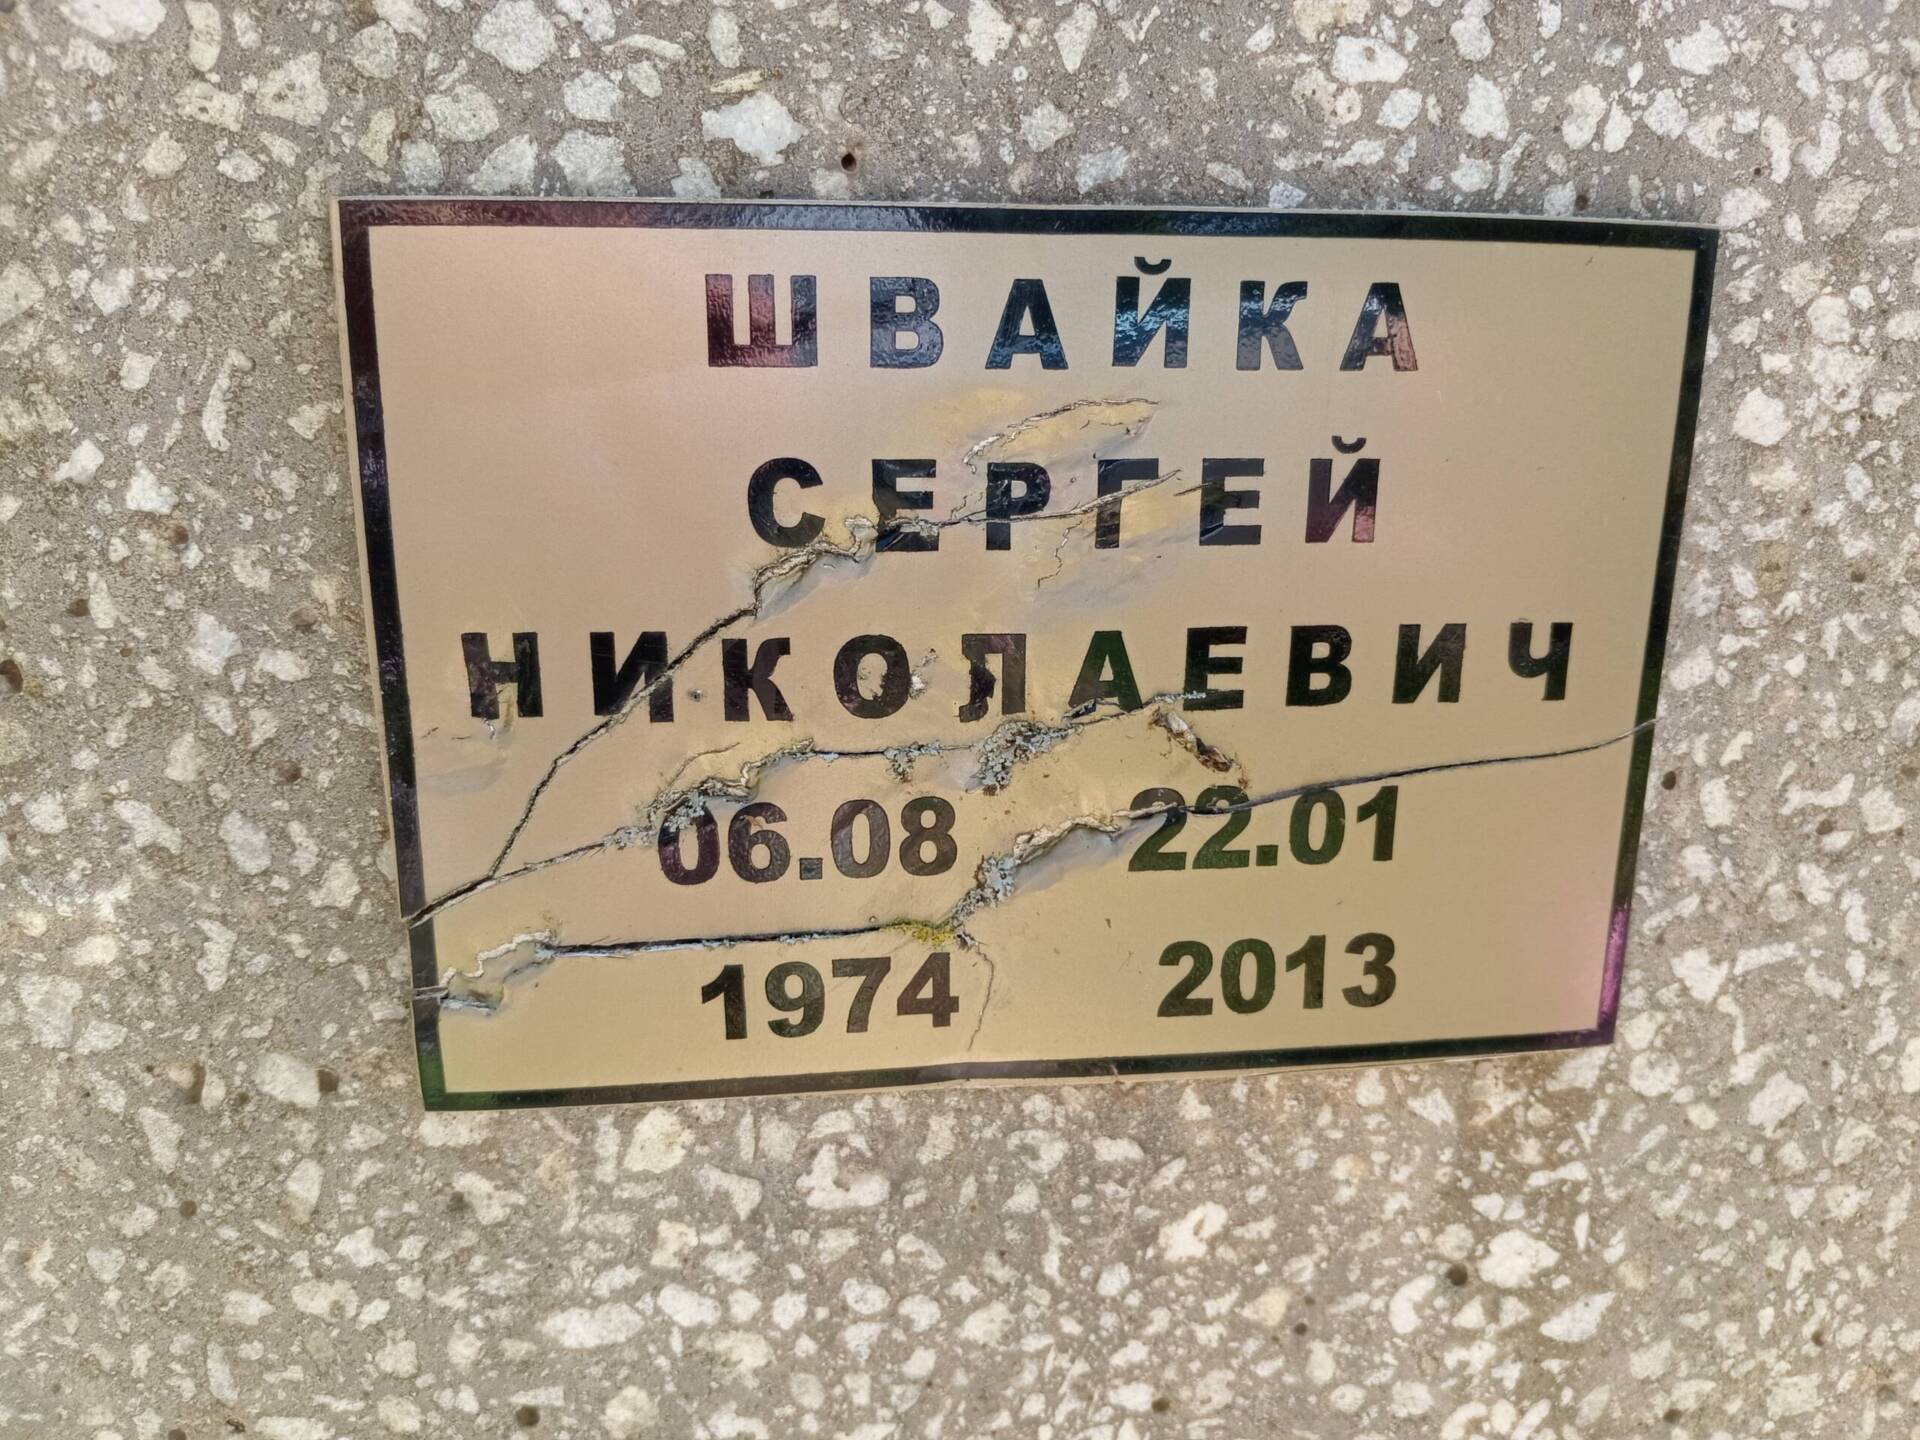 ШВАЙКА
СЕРГЕЙ
НИКОЛАЕВИЧ
06.08 22.01
1974 2013